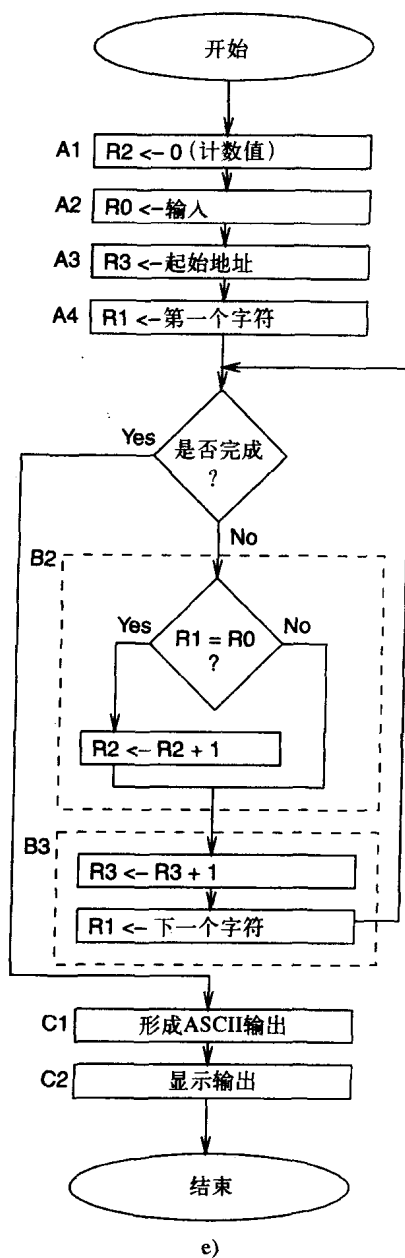 开始
A1 R2 <- 0 (计数值)
A2 R0 <- 输入
A3 R3 <- 起始地址
A4 R1 <- 第一个字符
Yes
是否完成
?
No
B2
Yes
R1 = R0
?
No
R2 <- R2 + 1
B3
R3 <- R3 + 1
R1 <- 下一个字符
C1 形成ASCII输出
C2 显示输出
结束
e)